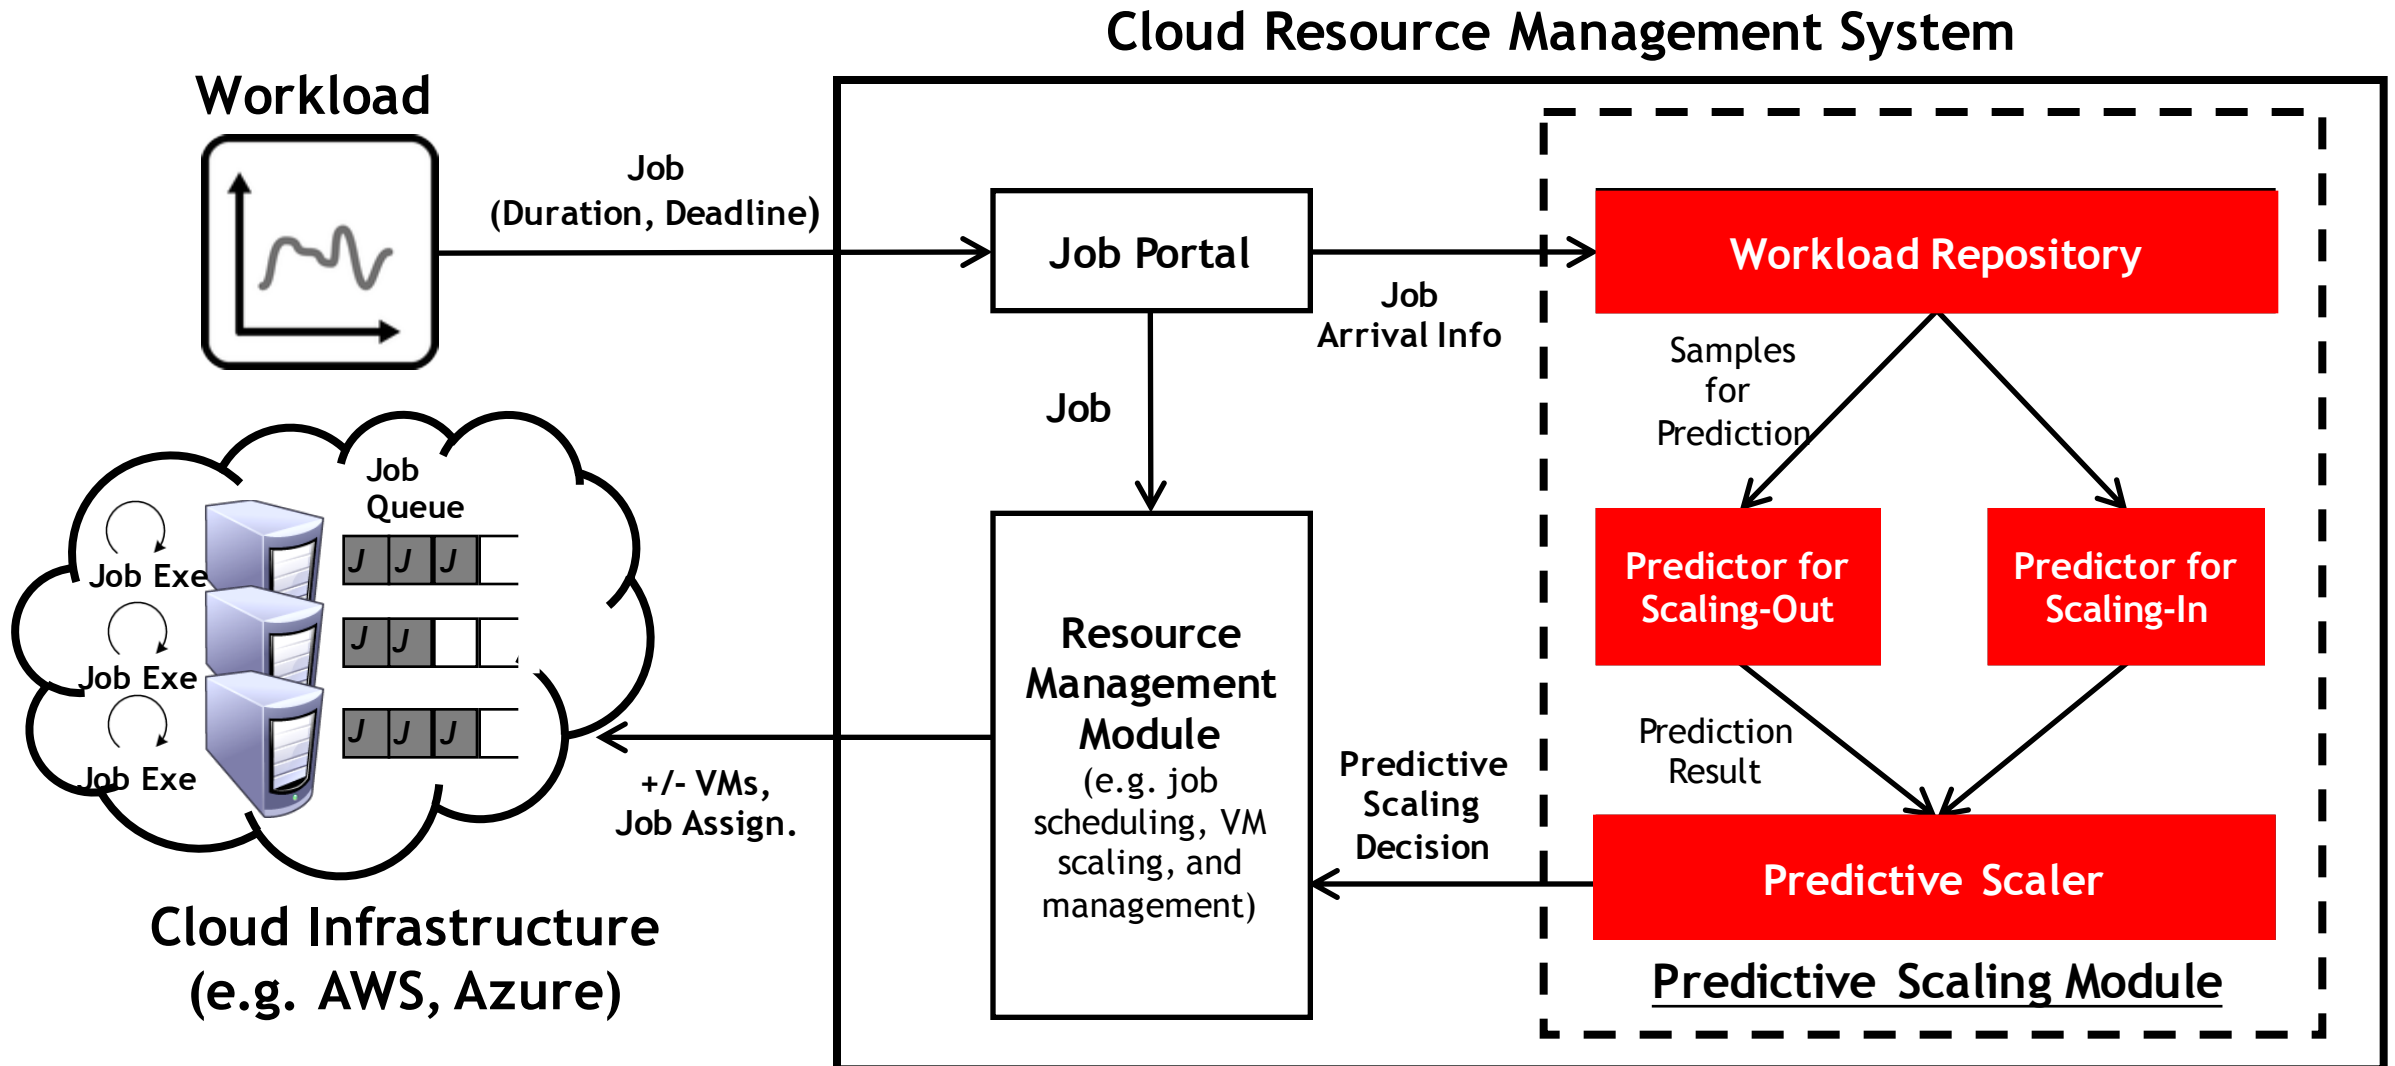 Cloud Resource Management System
Workload
Job
(Duration, Deadline)
Job Portal
Job
Arrival Info
Workload Repository
Samples
for
Prediction
Job
Predictor for
Scaling-Out
Predictor for
Scaling-In
Prediction
Result
Predictive Scaler
Predictive Scaling Module
Predictive
Scaling
Decision
Resource
Management
Module
(e.g. job
scheduling, VM
scaling, and
management)
+/- VMs,
Job Assign.
Job
Queue
Job Exe
J J J
Job Exe
J J
Job Exe
J J J
Cloud Infrastructure
(e.g. AWS, Azure)